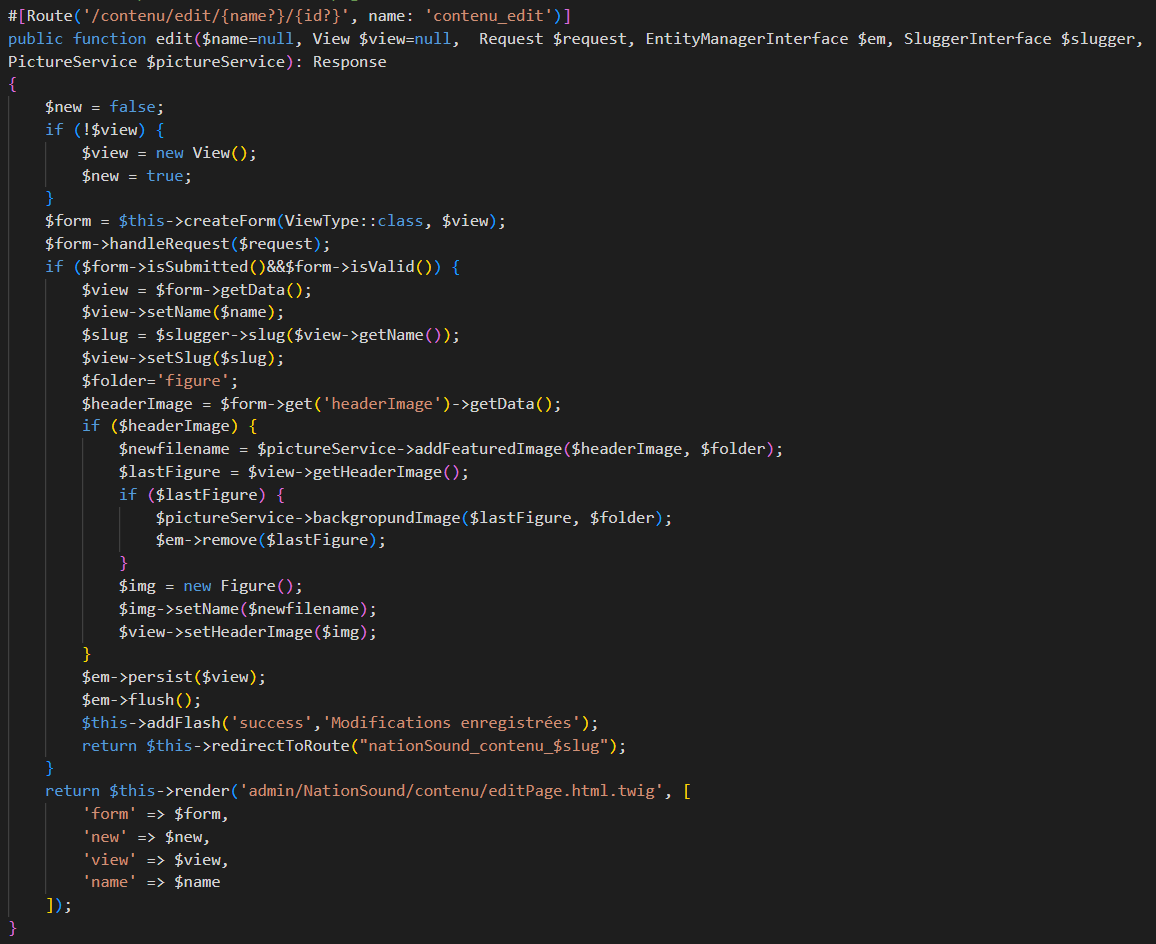 #[Route('/contenu/edit/{name?}/{id?}', name: 'contenu_edit')]
public function edit($name=null, View $view=null,  Request $request, EntityManagerInterface $em, SluggerInterface $slugger,
PictureService $pictureService): Response
{
    $new = false;
    if (!$view) {
        $view = new View();
        $new = true;
    }
    $form = $this->createForm(ViewType::class, $view);
    $form->handleRequest($request);
    if ($form->isSubmitted()&&$form->isValid()) {
        $view = $form->getData();
        $view->setName($name);
        $slug = $slugger->slug($view->getName());
        $view->setSlug($slug);
        $folder='figure';
        $headerImage = $form->get('headerImage')->getData();
        if ($headerImage) {
            $newfilename = $pictureService->addFeaturedImage($headerImage, $folder);
            $lastFigure = $view->getHeaderImage();
            if ($lastFigure) {
                $pictureService->backgropundImage($lastFigure, $folder);
                $em->remove($lastFigure);
            }
            $img = new Figure();
            $img->setName($newfilename);
            $view->setHeaderImage($img);
        }
        $em->persist($view);
        $em->flush();
        $this->addFlash('success','Modifications enregistrées');
        return $this->redirectToRoute("nationSound_contenu_$slug");
    }
    return $this->render('admin/NationSound/contenu/editPage.html.twig', [
        'form' => $form,
        'new' => $new,
        'view' => $view,
        'name' => $name
    ]);
}